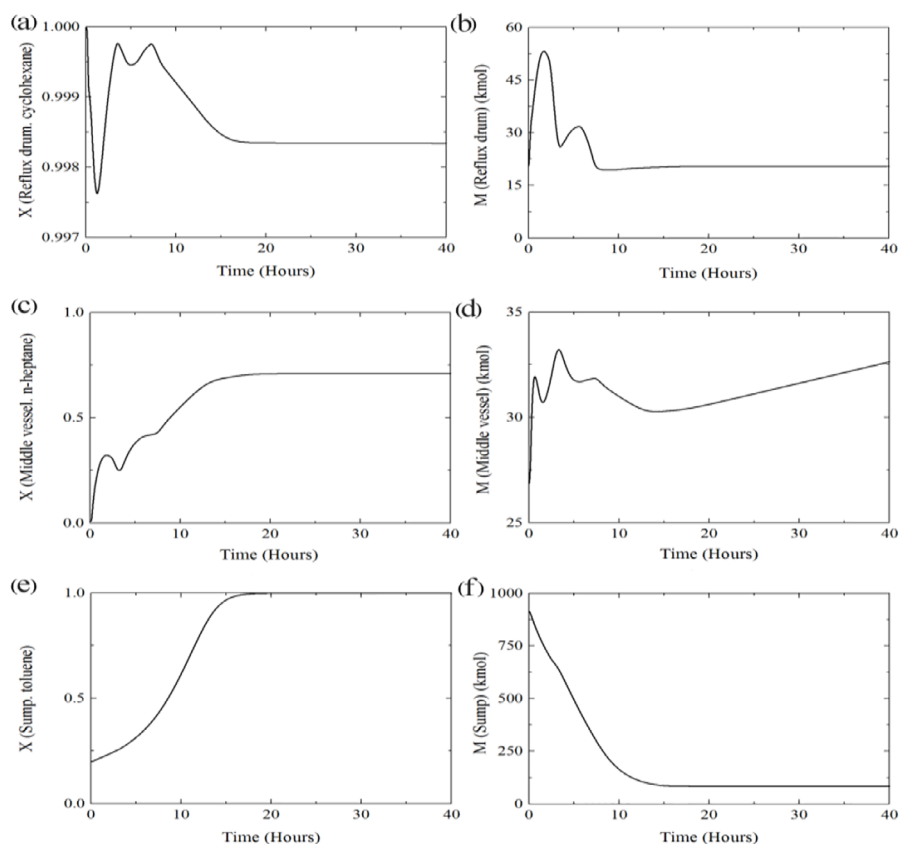 (a)
X (Reflux drum. cyclohexane)
1.000
0.999
0.998
0.997
0 10 20 30 40
Time (Hours)
(b)
M (Reflux drum) (kmol)
60
45
30
15
0
0 10 20 30 40
Time (Hours)
(c)
X (Middle vessel. n-heptane)
1.0
0.5
0.0
0 10 20 30 40
Time (Hours)
(d)
M (Middle vessel) (kmol)
35
30
25
0 10 20 30 40
Time (Hours)
(e)
X (Sump. toluene)
1.0
0.5
0.0
0 10 20 30 40
Time (Hours)
(f)
M (Sump) (kmol)
1000
750
500
250
0
0 10 20 30 40
Time (Hours)